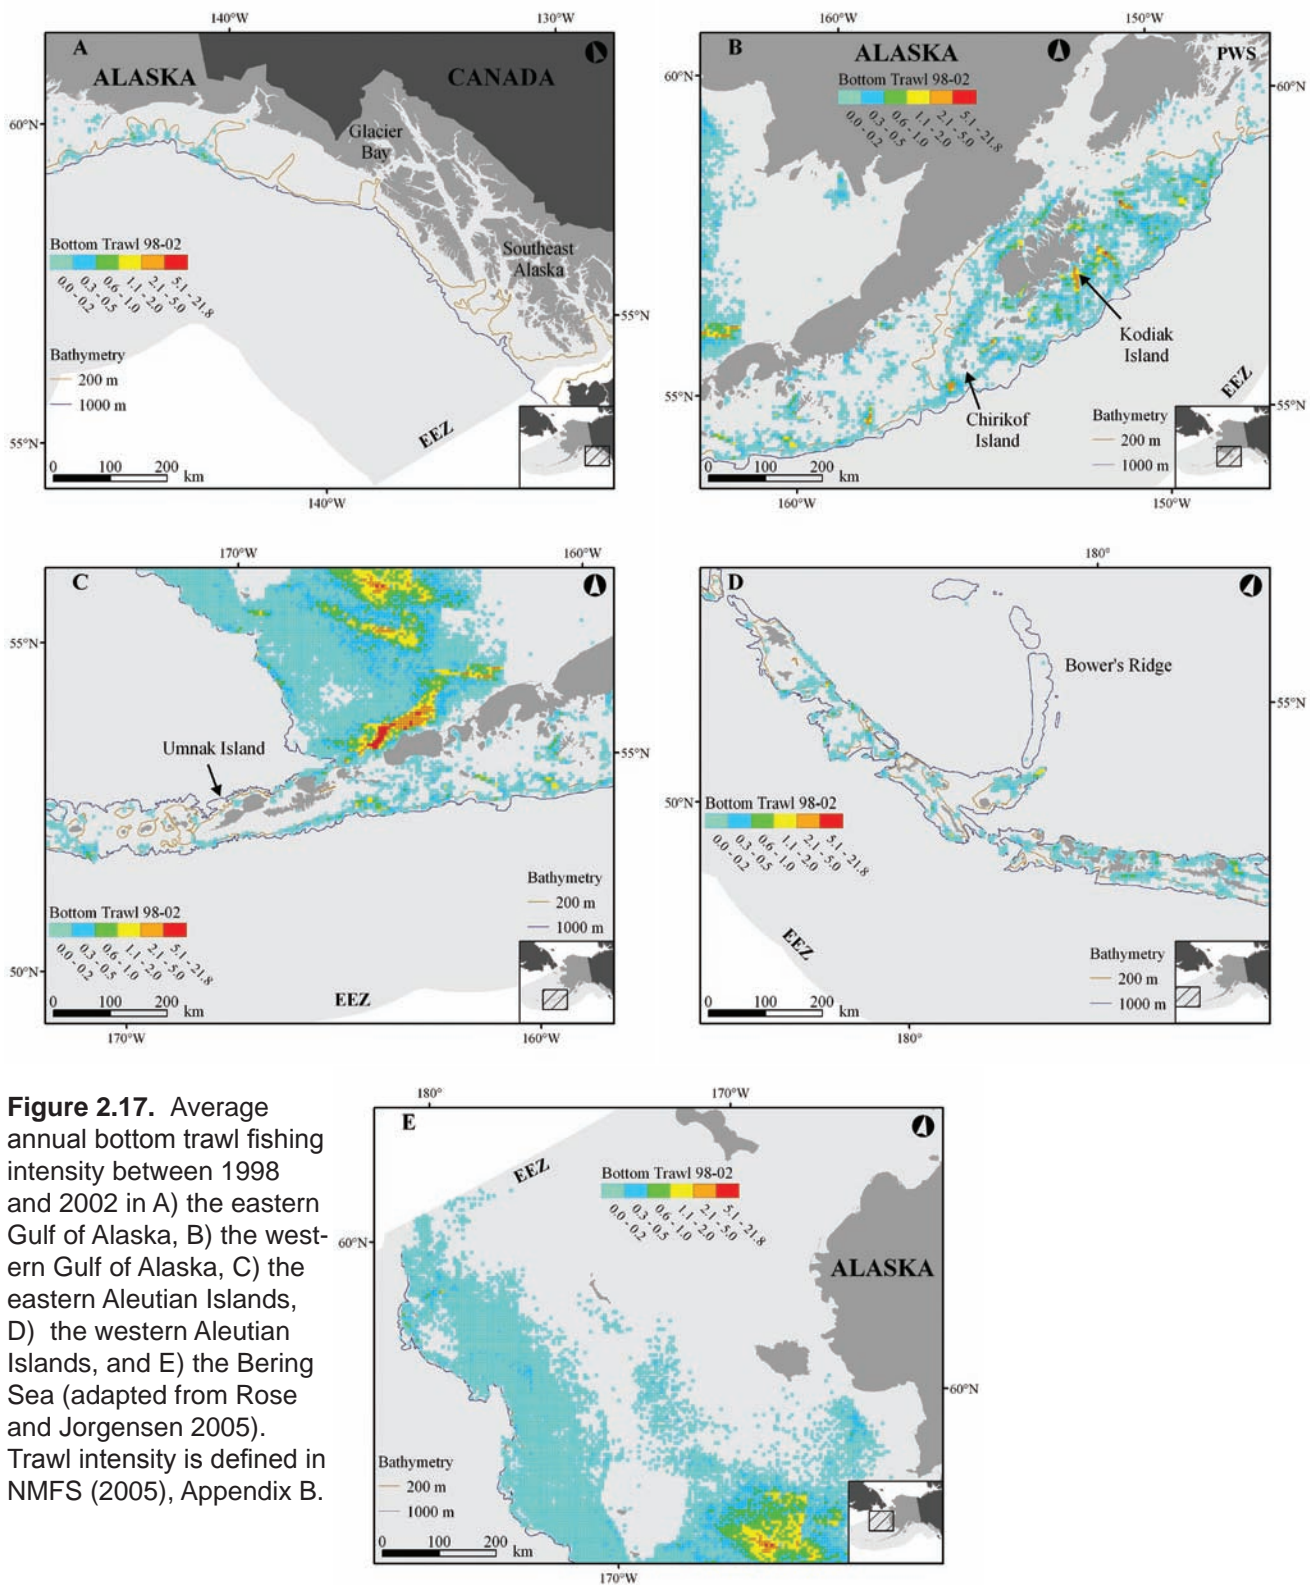 140°W
130°W
A
ALASKA
CANADA
60°N
Glacier
Bay
Southeast
Alaska
Bottom Trawl 98-02
0.0 - 0.2
0.3 - 0.5
0.6 - 1.0
1.1 - 2.0
2.1 - 5.0
5.1 - 21.8
55°N
Bathymetry
200 m
1000 m
EEZ
55°N
0 100 200
km
140°W
160°W
150°W
B
ALASKA
PWS
60°N
60°N
Bottom Trawl 98-02
0.0 - 0.2
0.3 - 0.5
0.6 - 1.0
1.1 - 2.0
2.1 - 5.0
5.1 - 21.8
Kodiak
Island
EEZ
55°N
55°N
Chirikof
Island
Bathymetry
200 m
1000 m
0 100 200
km
160°W
150°W
170°W
160°W
C
55°N
Umnak Island
55°N
Bathymetry
200 m
1000 m
Bottom Trawl 98-02
0.0 - 0.2
0.3 - 0.5
0.6 - 1.0
1.1 - 2.0
2.1 - 5.0
5.1 - 21.8
50°N
EEZ
0 100 200
km
170°W
160°W
180°
D
Bower's Ridge
55°N
50°N
Bottom Trawl 98-02
0.0 - 0.2
0.3 - 0.5
0.6 - 1.0
1.1 - 2.0
2.1 - 5.0
5.1 - 21.8
EEZ
Bathymetry
200 m
1000 m
0 100 200
km
180°
Figure 2.17. Average
annual bottom trawl fishing
intensity between 1998
and 2002 in A) the eastern
Gulf of Alaska, B) the west-
ern Gulf of Alaska, C) the
eastern Aleutian Islands,
D) the western Aleutian
Islands, and E) the Bering
Sea (adapted from Rose
and Jorgensen 2005).
Trawl intensity is defined in
NMFS (2005), Appendix B.
180°
170°W
E
EEZ
Bottom Trawl 98-02
0.0 - 0.2
0.3 - 0.5
0.6 - 1.0
1.1 - 2.0
2.1 - 5.0
5.1 - 21.8
60°N
ALASKA
60°N
Bathymetry
200 m
1000 m
0 100 200
km
170°W